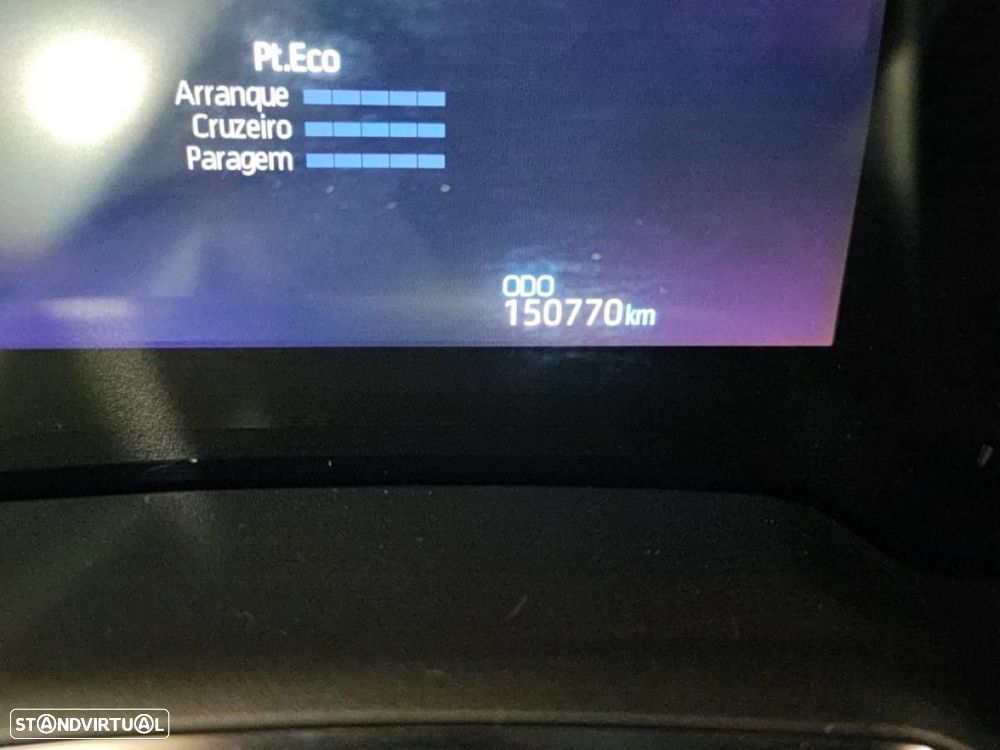 Pt.Eco
Arranque
Cruzeiro
Paragem
ODO
150770km
STANDVIRTUAL